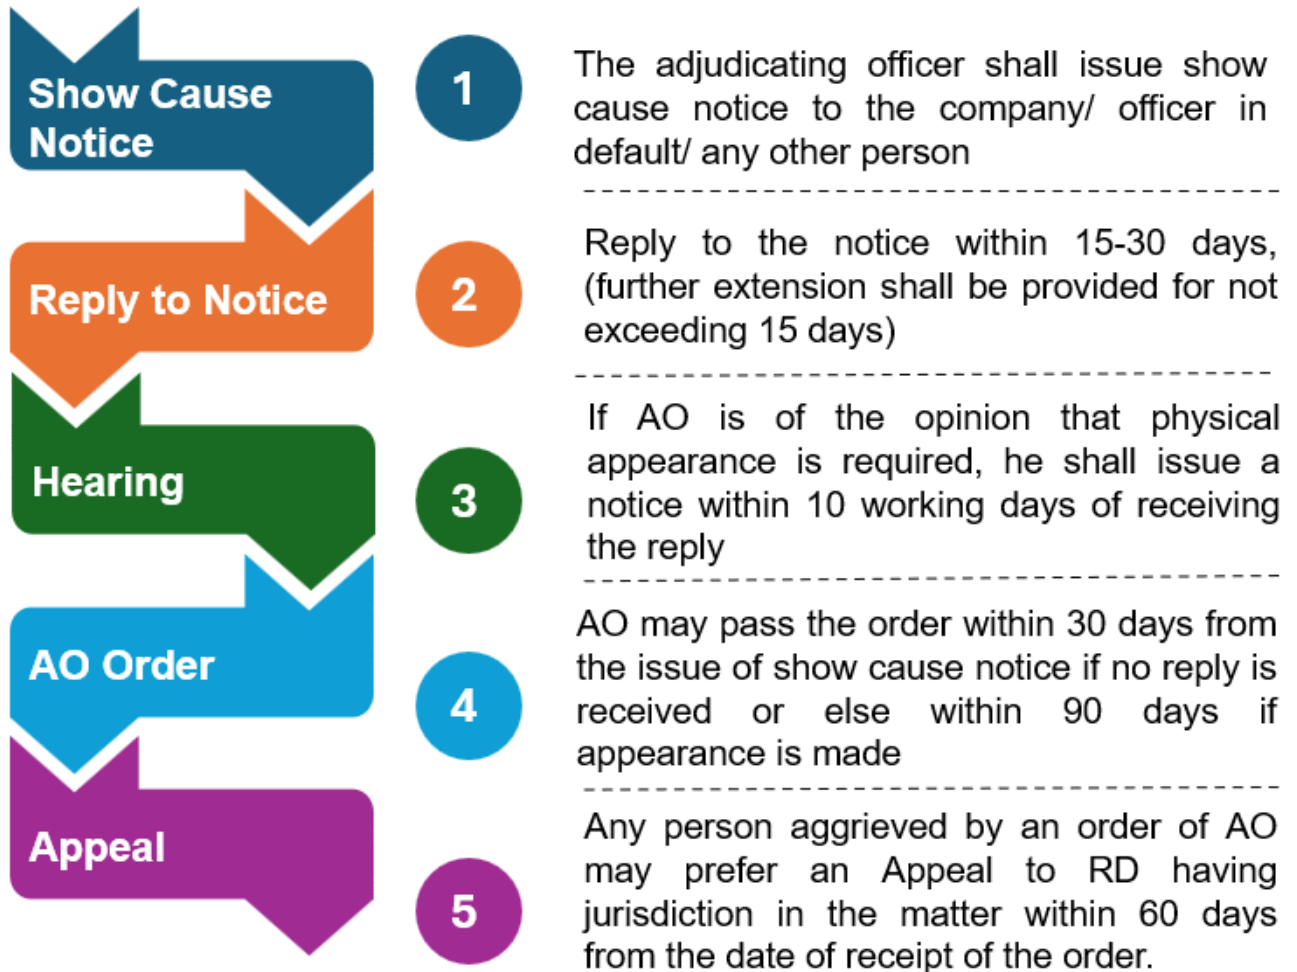 Show Cause
Notice
1
The adjudicating officer shall issue show
cause notice to the company/ officer in
default/ any other person
Reply to Notice
2
Reply to the notice within 15-30 days,
(further extension shall be provided for not
exceeding 15 days)
Hearing
3
If AO is of the opinion that physical
appearance is required, he shall issue a
notice within 10 working days of receiving
the reply
AO Order
4
AO may pass the order within 30 days from
the issue of show cause notice if no reply is
received or else within 90 days if
appearance is made
Appeal
5
Any person aggrieved by an order of AO
may prefer an Appeal to RD having
jurisdiction in the matter within 60 days
from the date of receipt of the order.